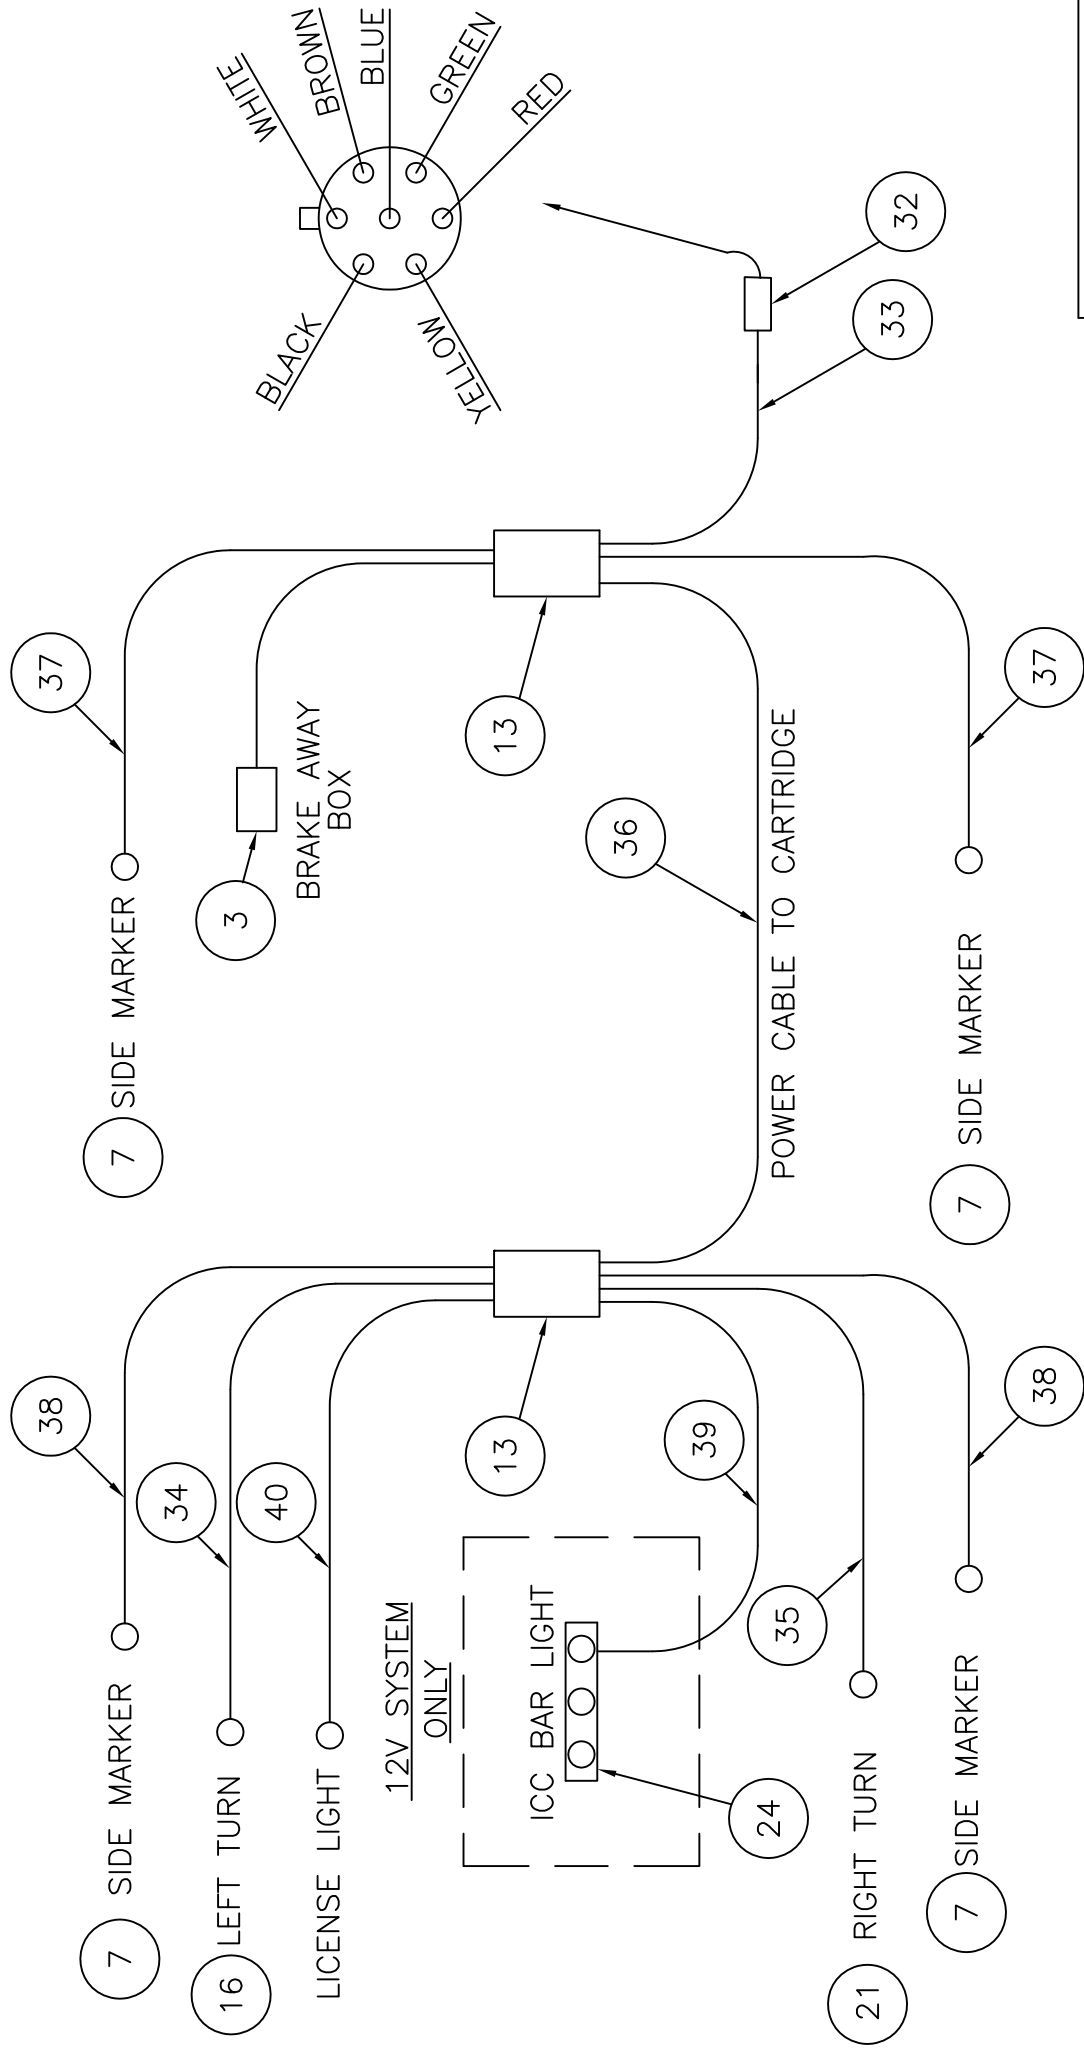 WHITE
BROWN
BLUE
GREEN
RED
BLACK
YELLOW
32
33
37
13
3
BRAKE AWAY
BOX
7
SIDE MARKER
36
POWER CABLE TO CARTRIDGE
37
7
SIDE MARKER
38
7
SIDE MARKER
34
16
LEFT TURN
40
LICENSE LIGHT
13
12V SYSTEM
ONLY
ICC BAR LIGHT
24
39
35
21
RIGHT TURN
38
7
SIDE MARKER